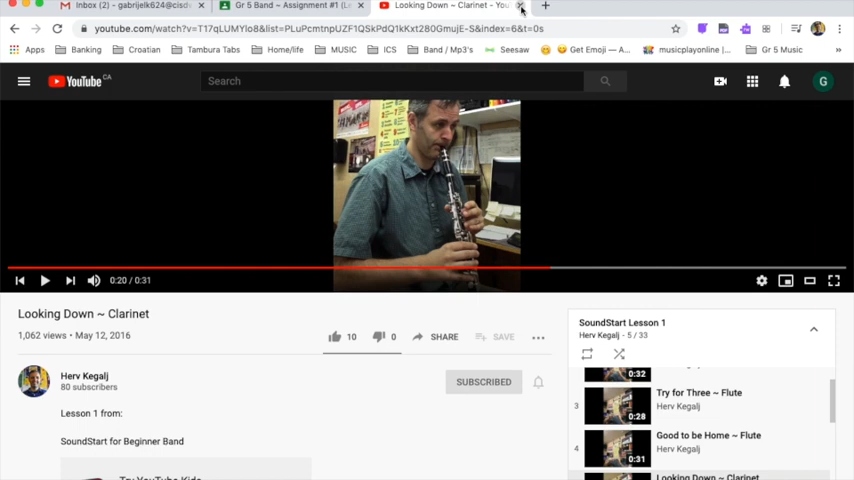 Inbox (2) - gabrijelk624@cisdv
Gr 5 Band ~ Assignment #1 (L
Looking Down ~ Clarinet - You
youtube.com/watch?v=T17qLUMYlo8&list=PLuPcmtnpUZF1QSkPdQ1kKxt280GmujE-S&index=6&t=0s
Apps Banking Croatian Tambura Tabs Home/life MUSIC ICS Band / Mp3's Seesaw Get Emoji — A... musicplayonline |... Gr 5 Music
YouTube CA
Search
G
0:20 / 0:31
Looking Down ~ Clarinet
1,062 views • May 12, 2016
10 0 SHARE SAVE
Herv Kegalj
80 subscribers
SUBSCRIBED
Lesson 1 from:
SoundStart for Beginner Band
Try YouTube Kids
SoundStart Lesson 1
Herv Kegalj - 5 / 33
0:32
3
Try for Three ~ Flute
Herv Kegalj
0:28
4
Good to be Home ~ Flute
Herv Kegalj
0:31
Looking Down ~ Clarinet